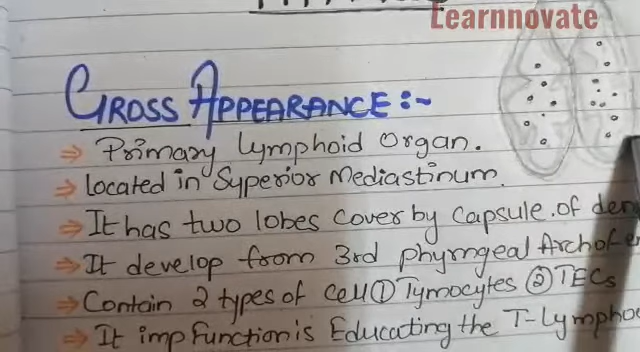 Learnnovate
GROSS APPEARANCE :~
⇒ Primary lymphoid organ.
⇒ located in Syperior Mediastinum.
⇒ It has two lobes cover by capsule. of
⇒ It develop from 3rd phyrngeal Arch of
⇒ Contain 2 types of cell ① Tymocytes ② TECs
⇒ It imp Function is Educating the T-Lympho